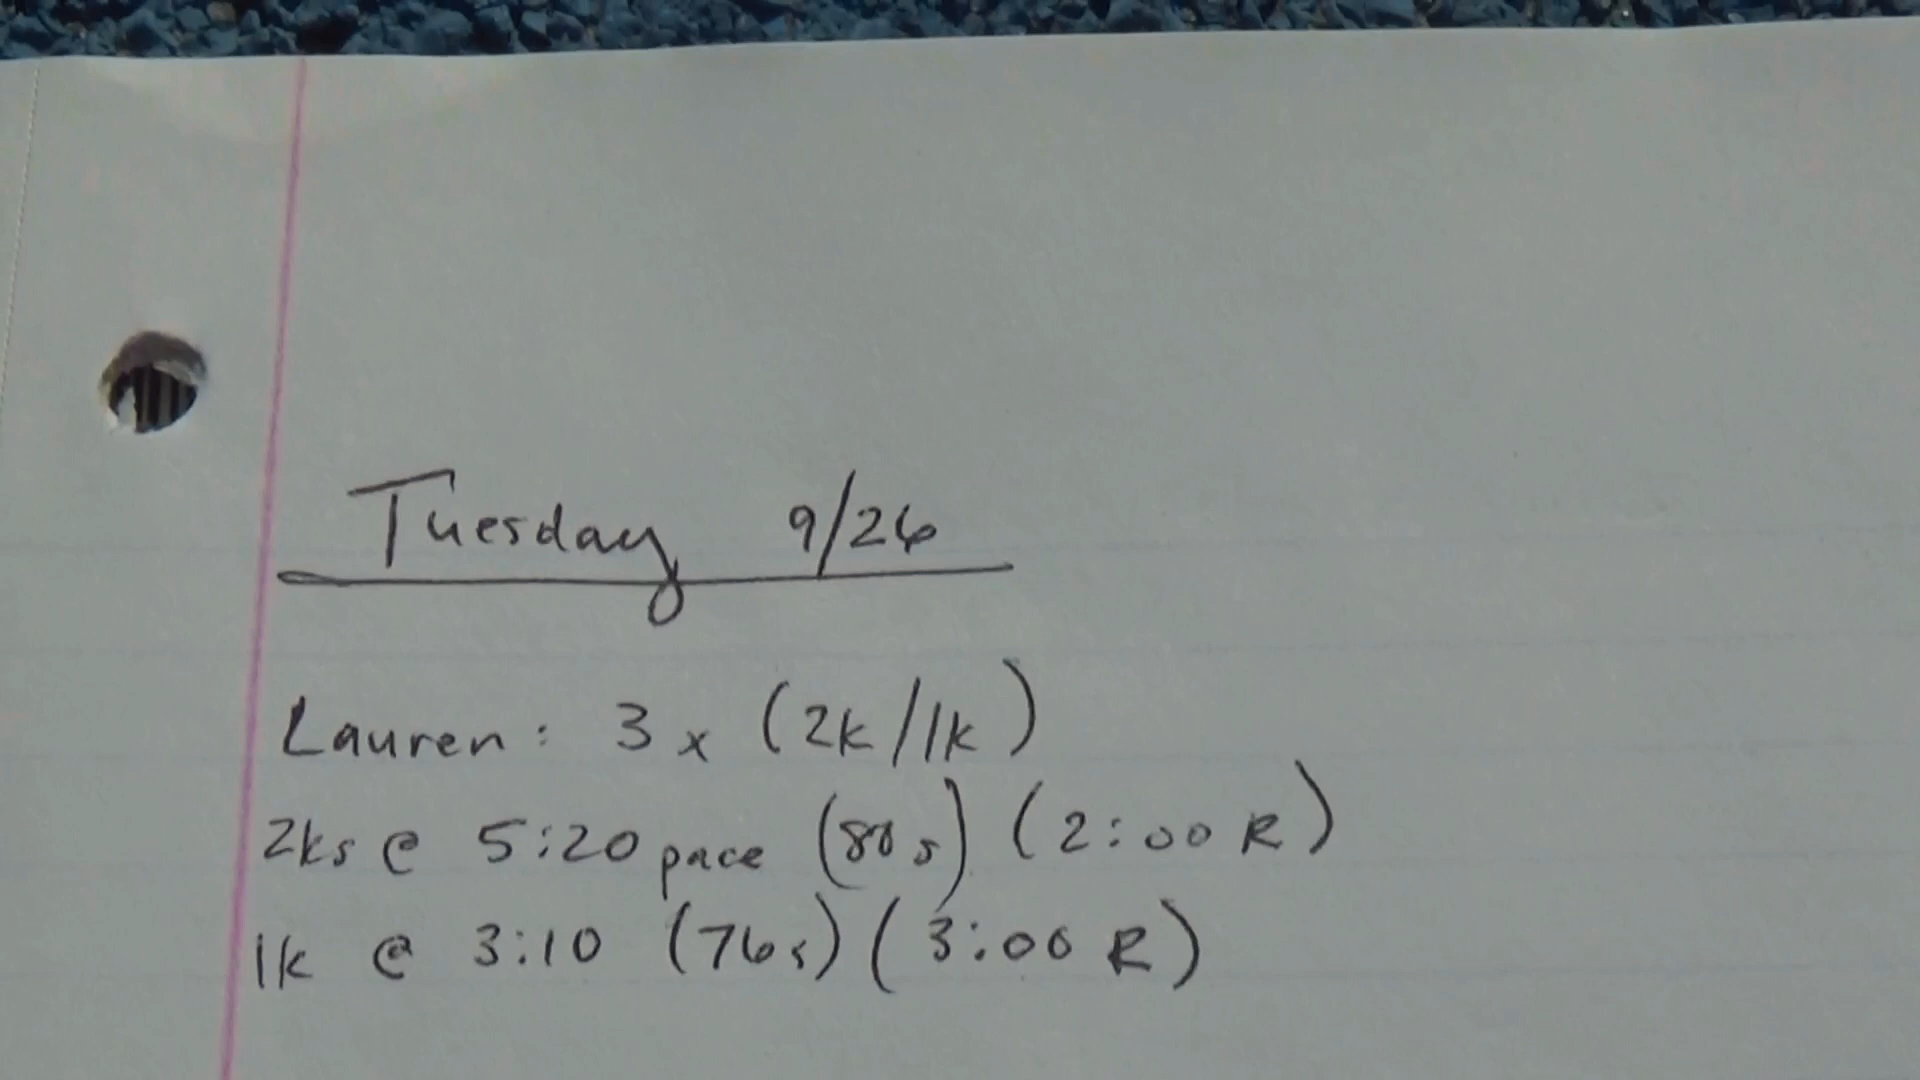 Tuesday 9/26
Lauren: 3 x (2k/1k)
2ks @ 5:20 pace (80s) (2:00 R)
1k @ 3:10 (76s) (3:00 R)